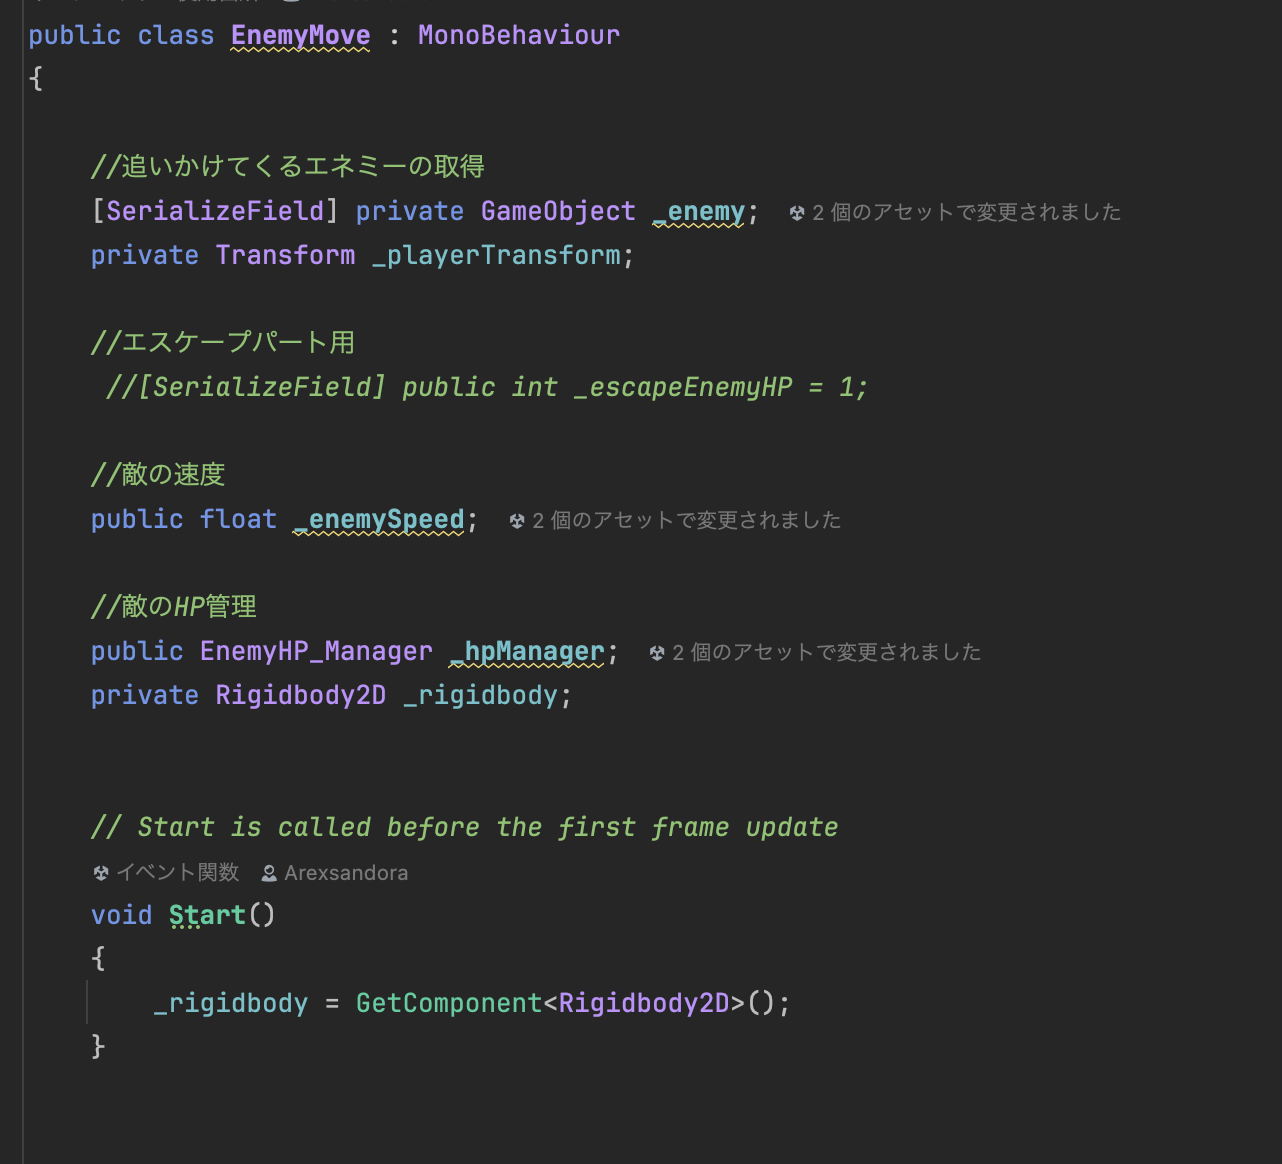 public class EnemyMove : MonoBehaviour
{
//追いかけてくるエネミーの取得
[SerializeField] private GameObject _enemy; 2 個のアセットで変更されました
private Transform _playerTransform;
//エスケープパート用
//[SerializeField] public int _escapeEnemyHP = 1;
//敵の速度
public float _enemySpeed; 2 個のアセットで変更されました
//敵のHP管理
public EnemyHP_Manager _hpManager; 2 個のアセットで変更されました
private Rigidbody2D _rigidbody;
// Start is called before the first frame update
イベント関数 Arexsandora
void Start()
{
_rigidbody = GetComponent<Rigidbody2D>();
}